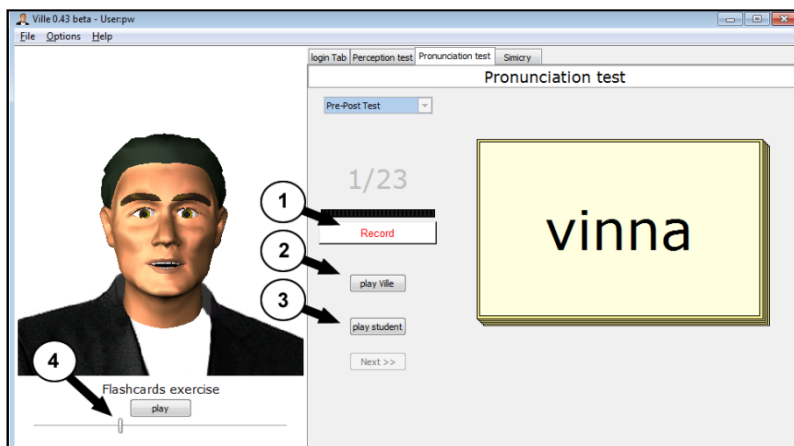 Ville 0.43 beta - User:pw
File Options Help
login Tab Perception test Pronunciation test Simicry
Pronunciation test
Pre-Post Test
1/23
1
Record
vinna
2
play Ville
3
play student
Next >>
4
Flashcards exercise
play